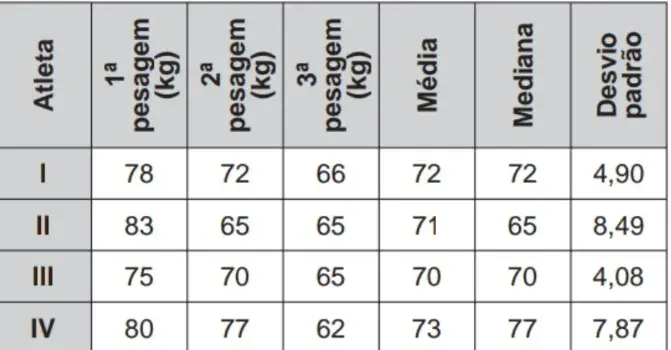 Atleta 1ª pesagem (kg) 2ª pesagem (kg) 3ª pesagem (kg) Média Mediana Desvio padrão
I 78 72 66 72 72 4,90
II 83 65 65 71 65 8,49
III 75 70 65 70 70 4,08
IV 80 77 62 73 77 7,87